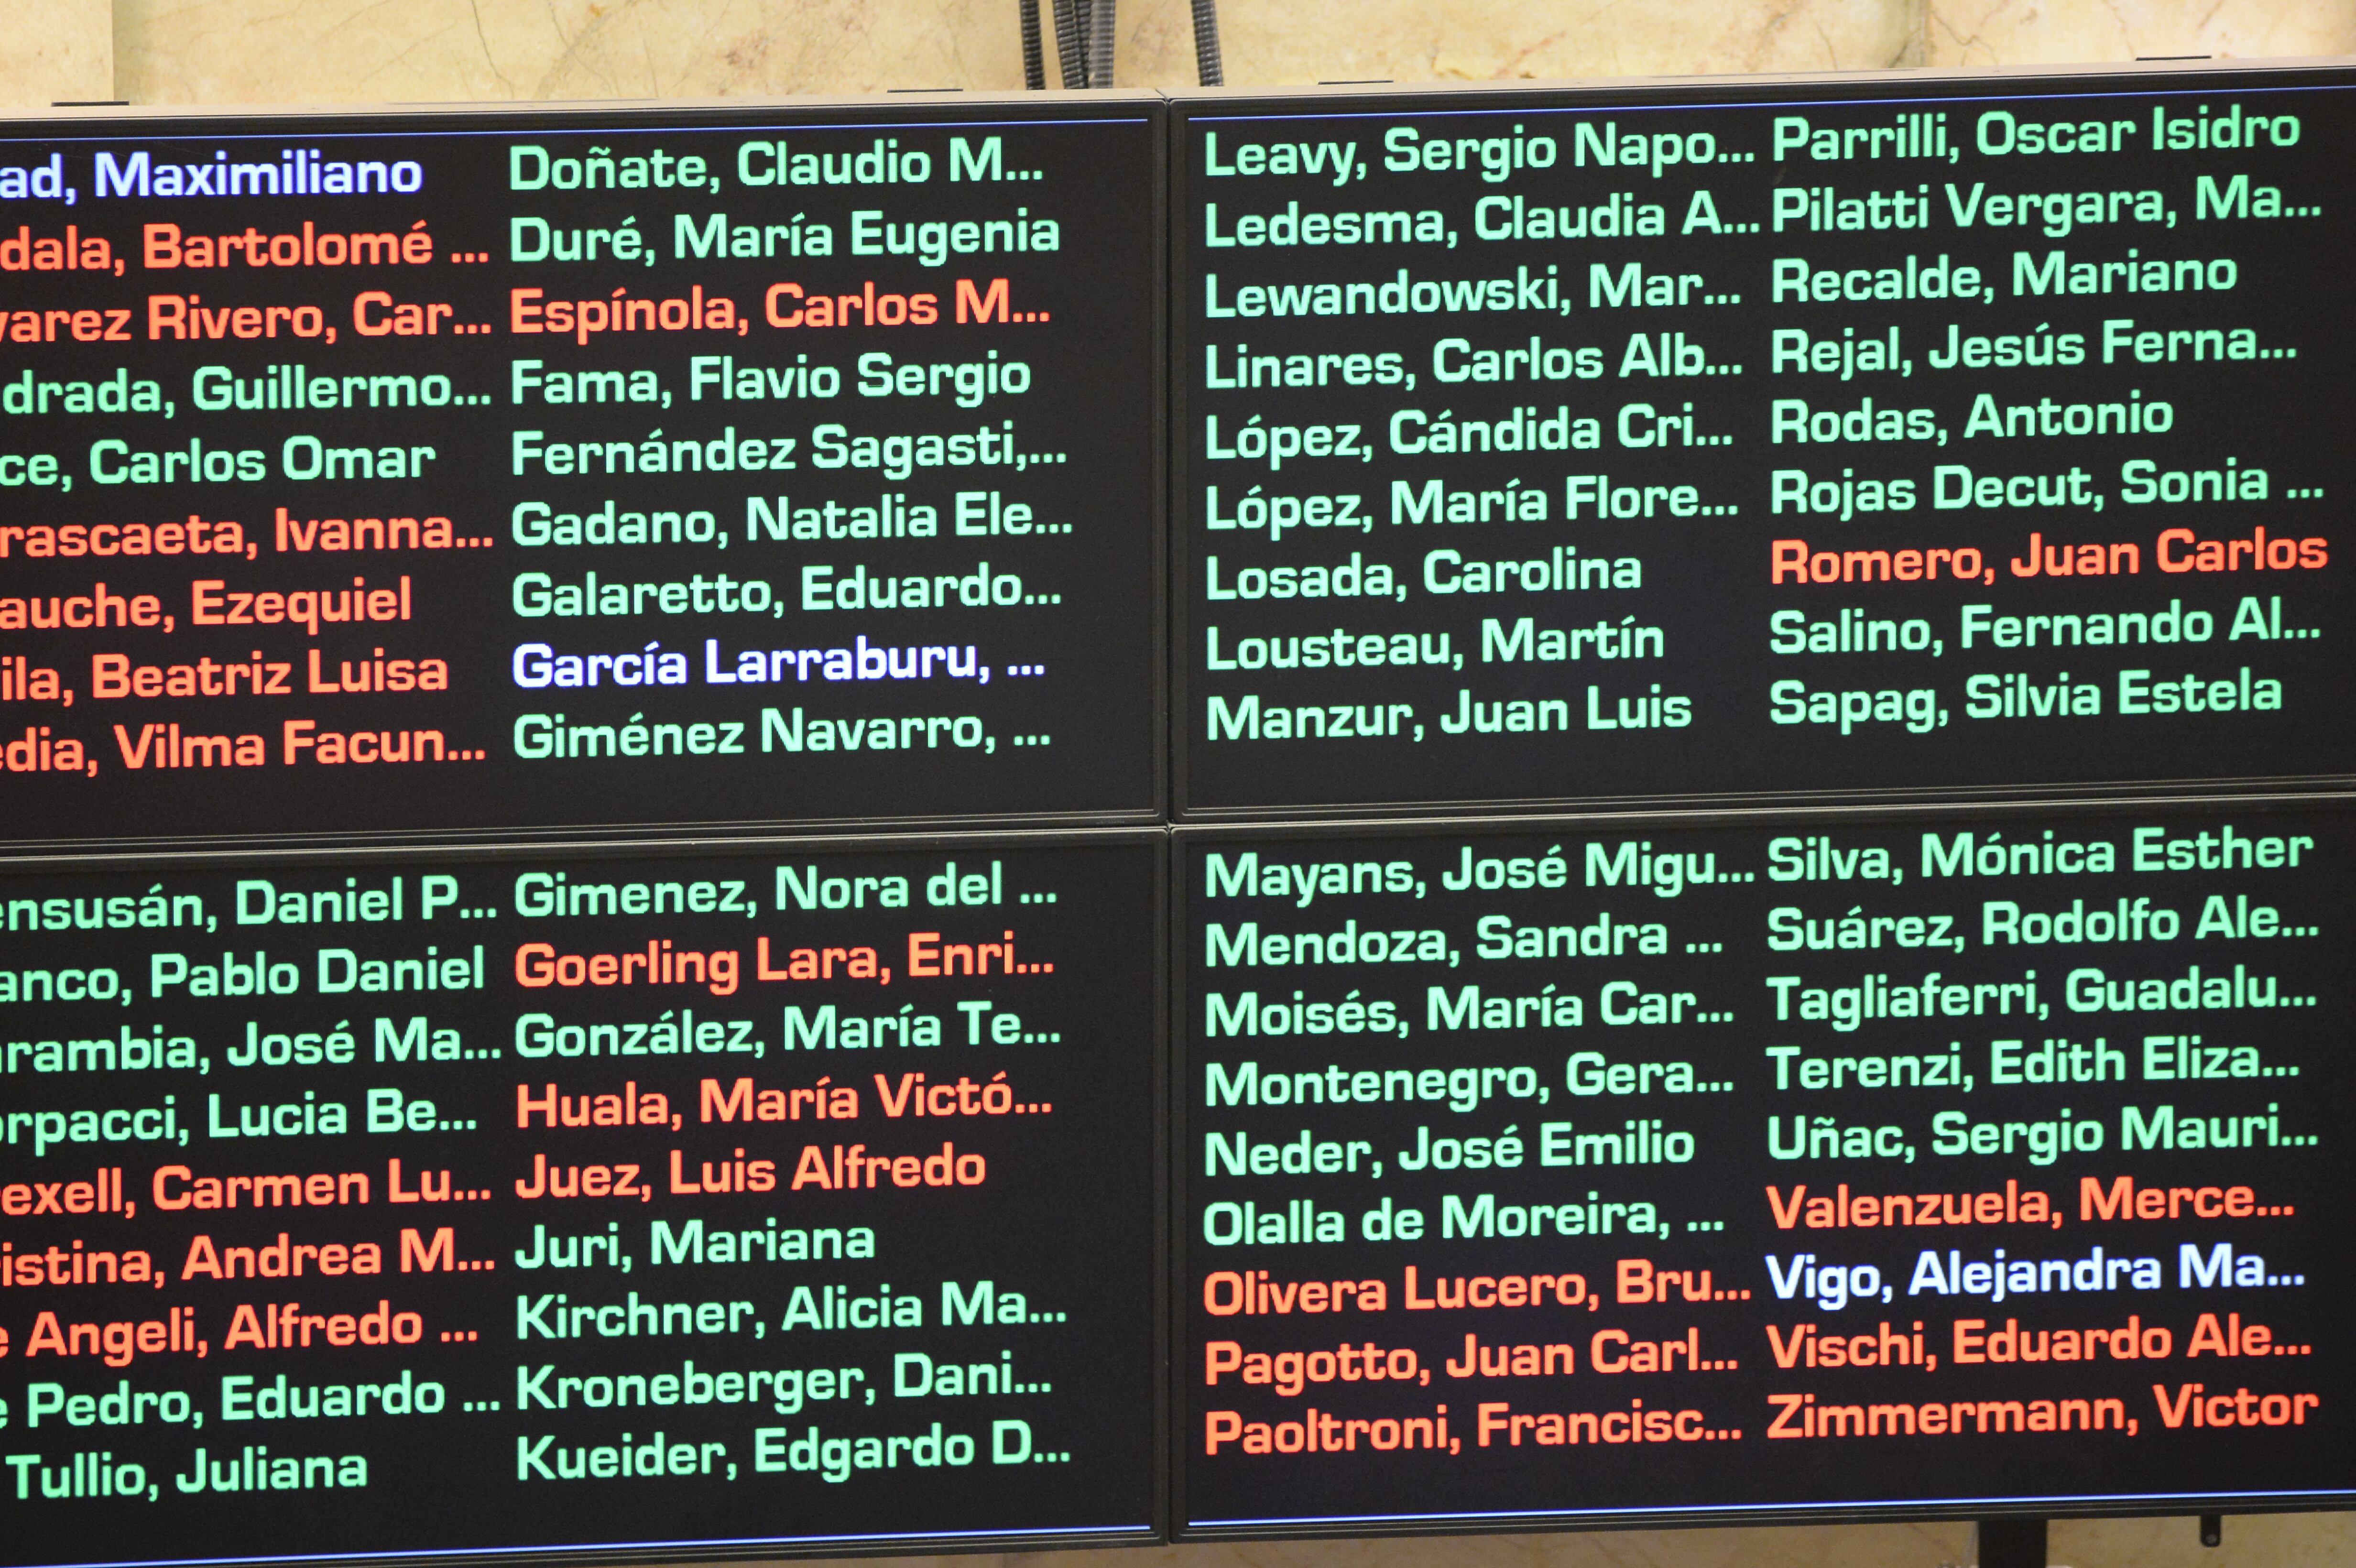 ad, Maximiliano
dala, Bartolomé ...
varez Rivero, Car...
drada, Guillermo...
ce, Carlos Omar
rascaeta, Ivanna...
auche, Ezequiel
ila, Beatriz Luisa
edia, Vilma Facun...
Doñate, Claudio M...
Duré, María Eugenia
Espínola, Carlos M...
Fama, Flavio Sergio
Fernández Sagasti,...
Gadano, Natalia Ele...
Galaretto, Eduardo...
García Larraburu, ...
Giménez Navarro, ...
Leavy, Sergio Napo...
Ledesma, Claudia A...
Lewandowski, Mar...
Linares, Carlos Alb...
López, Cándida Cri...
López, María Flore...
Losada, Carolina
Lousteau, Martín
Manzur, Juan Luis
Parrilli, Oscar Isidro
Pilatti Vergara, Ma...
Recalde, Mariano
Rejal, Jesús Ferna...
Rodas, Antonio
Rojas Decut, Sonia ...
Romero, Juan Carlos
Salino, Fernando Al...
Sapag, Silvia Estela
ensusán, Daniel P...
anco, Pablo Daniel
arambia, José Ma...
orpacci, Lucia Be...
rexell, Carmen Lu...
ristina, Andrea M...
e Angeli, Alfredo ...
e Pedro, Eduardo ...
Tullio, Juliana
Gimenez, Nora del ...
Goerling Lara, Enri...
González, María Te...
Huala, María Victó...
Juez, Luis Alfredo
Juri, Mariana
Kirchner, Alicia Ma...
Kroneberger, Dani...
Kueider, Edgardo D...
Mayans, José Migu...
Mendoza, Sandra ...
Moisés, María Car...
Montenegro, Gera...
Neder, José Emilio
Olalla de Moreira, ...
Olivera Lucero, Bru...
Pagotto, Juan Carl...
Paoltroni, Francisc...
Silva, Mónica Esther
Suárez, Rodolfo Ale...
Tagliaferri, Guadalu...
Terenzi, Edith Eliza...
Uñac, Sergio Mauri...
Valenzuela, Merce...
Vigo, Alejandra Ma...
Vischi, Eduardo Ale...
Zimmermann, Victor